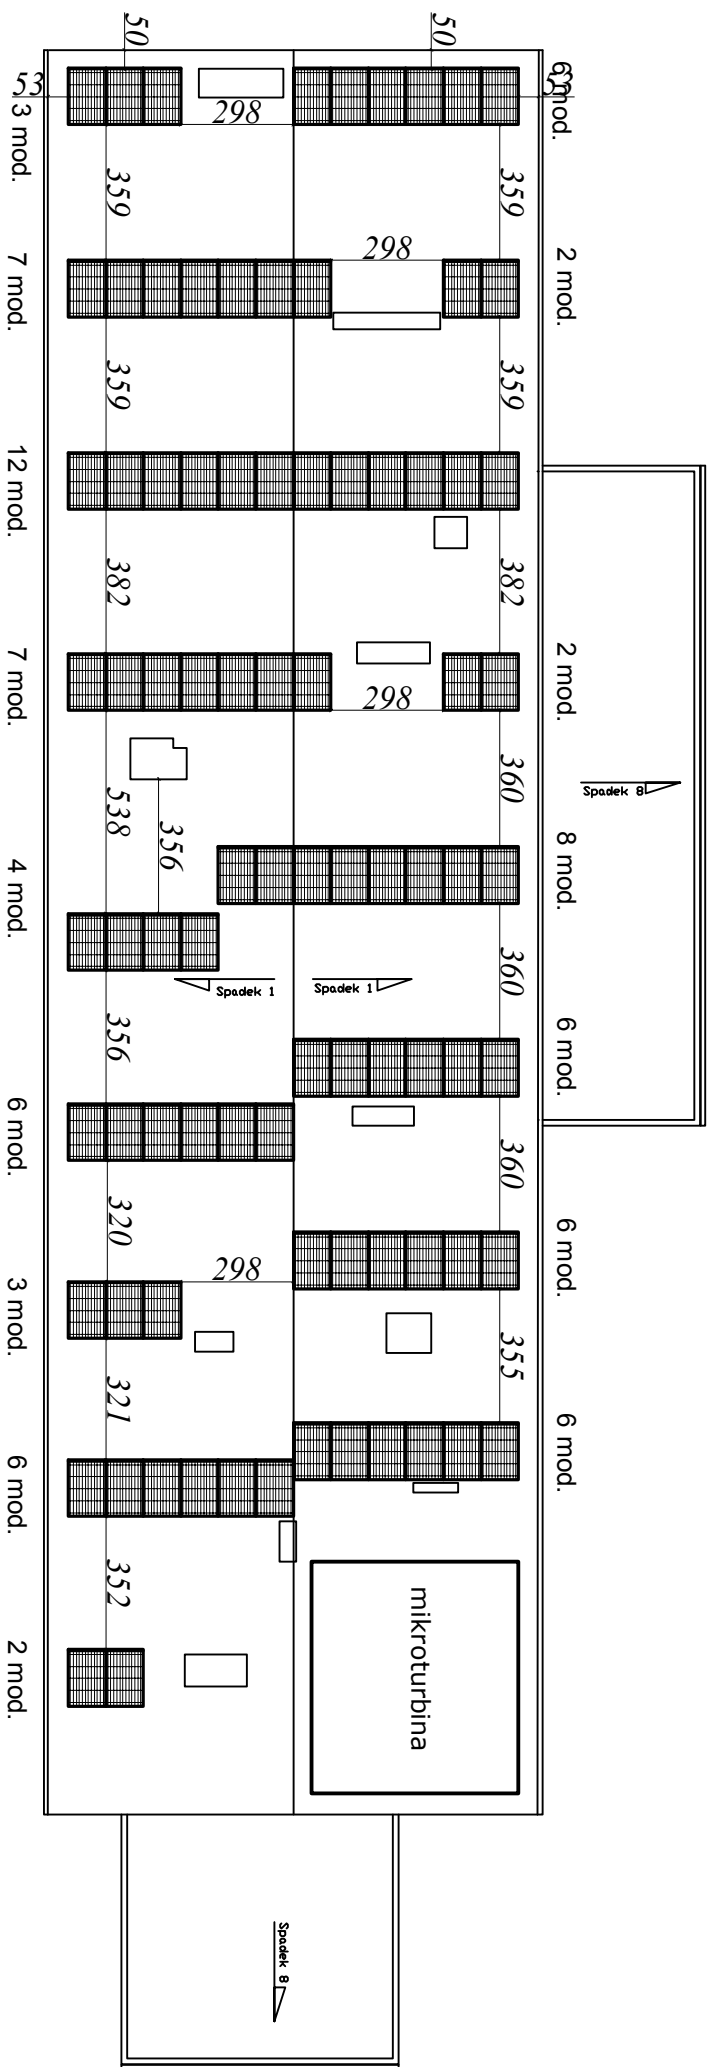 50
50
53
53
6 mod.
3 mod.
298
359
359
7 mod.
298
2 mod.
359
359
12 mod.
382
382
7 mod.
298
2 mod.
360
Spadek 8
538
356
8 mod.
4 mod.
360
Spadek 1
Spadek 1
356
6 mod.
6 mod.
360
320
298
6 mod.
3 mod.
355
321
6 mod.
6 mod.
352
mikroturbina
2 mod.
Spadek 8